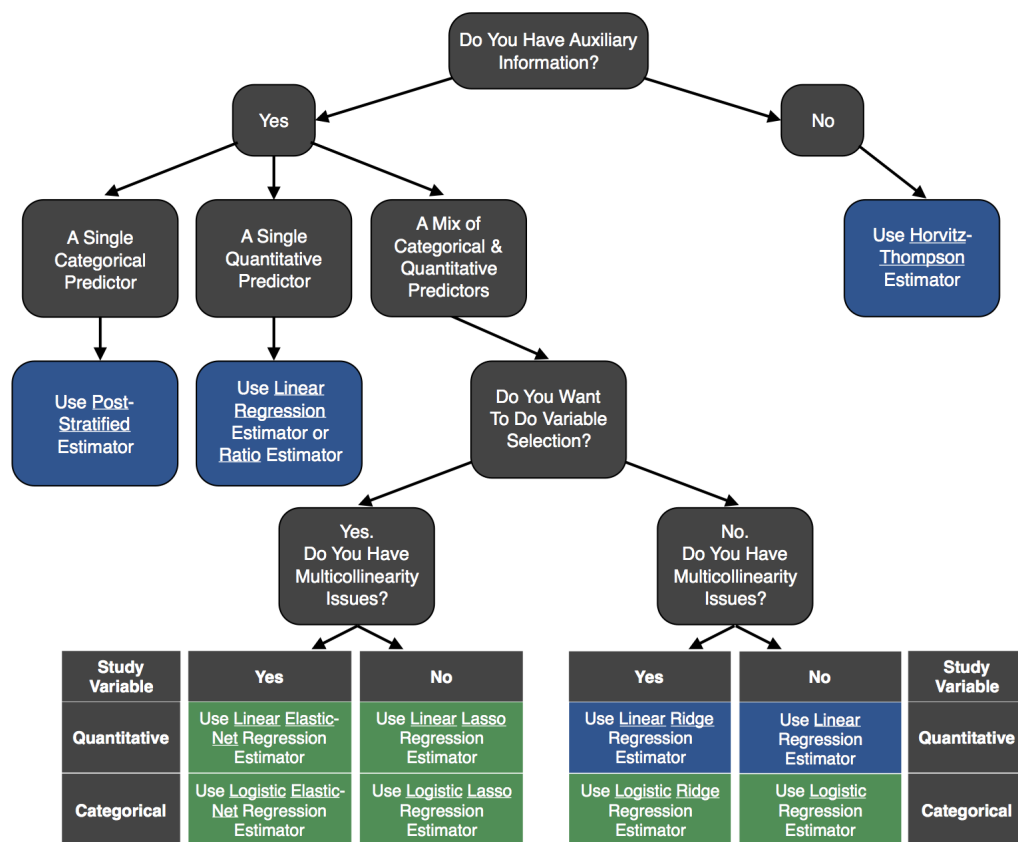 Do You Have Auxiliary
Information?
Yes
No
A Single
Categorical
Predictor
A Single
Quantitative
Predictor
A Mix of
Categorical &
Quantitative
Predictors
Use Horvitz-
Thompson
Estimator
Use Post-
Stratified
Estimator
Use Linear
Regression
Estimator or
Ratio Estimator
Do You Want
To Do Variable
Selection?
Yes.
Do You Have
Multicollinearity
Issues?
No.
Do You Have
Multicollinearity
Issues?
Study
Variable
Yes
No
Yes
No
Study
Variable
Quantitative
Use Linear Elastic-
Net Regression
Estimator
Use Linear Lasso
Regression
Estimator
Use Linear Ridge
Regression
Estimator
Use Linear
Regression
Estimator
Quantitative
Categorical
Use Logistic Elastic-
Net Regression
Estimator
Use Logistic Lasso
Regression
Estimator
Use Logistic Ridge
Regression
Estimator
Use Logistic
Regression
Estimator
Categorical